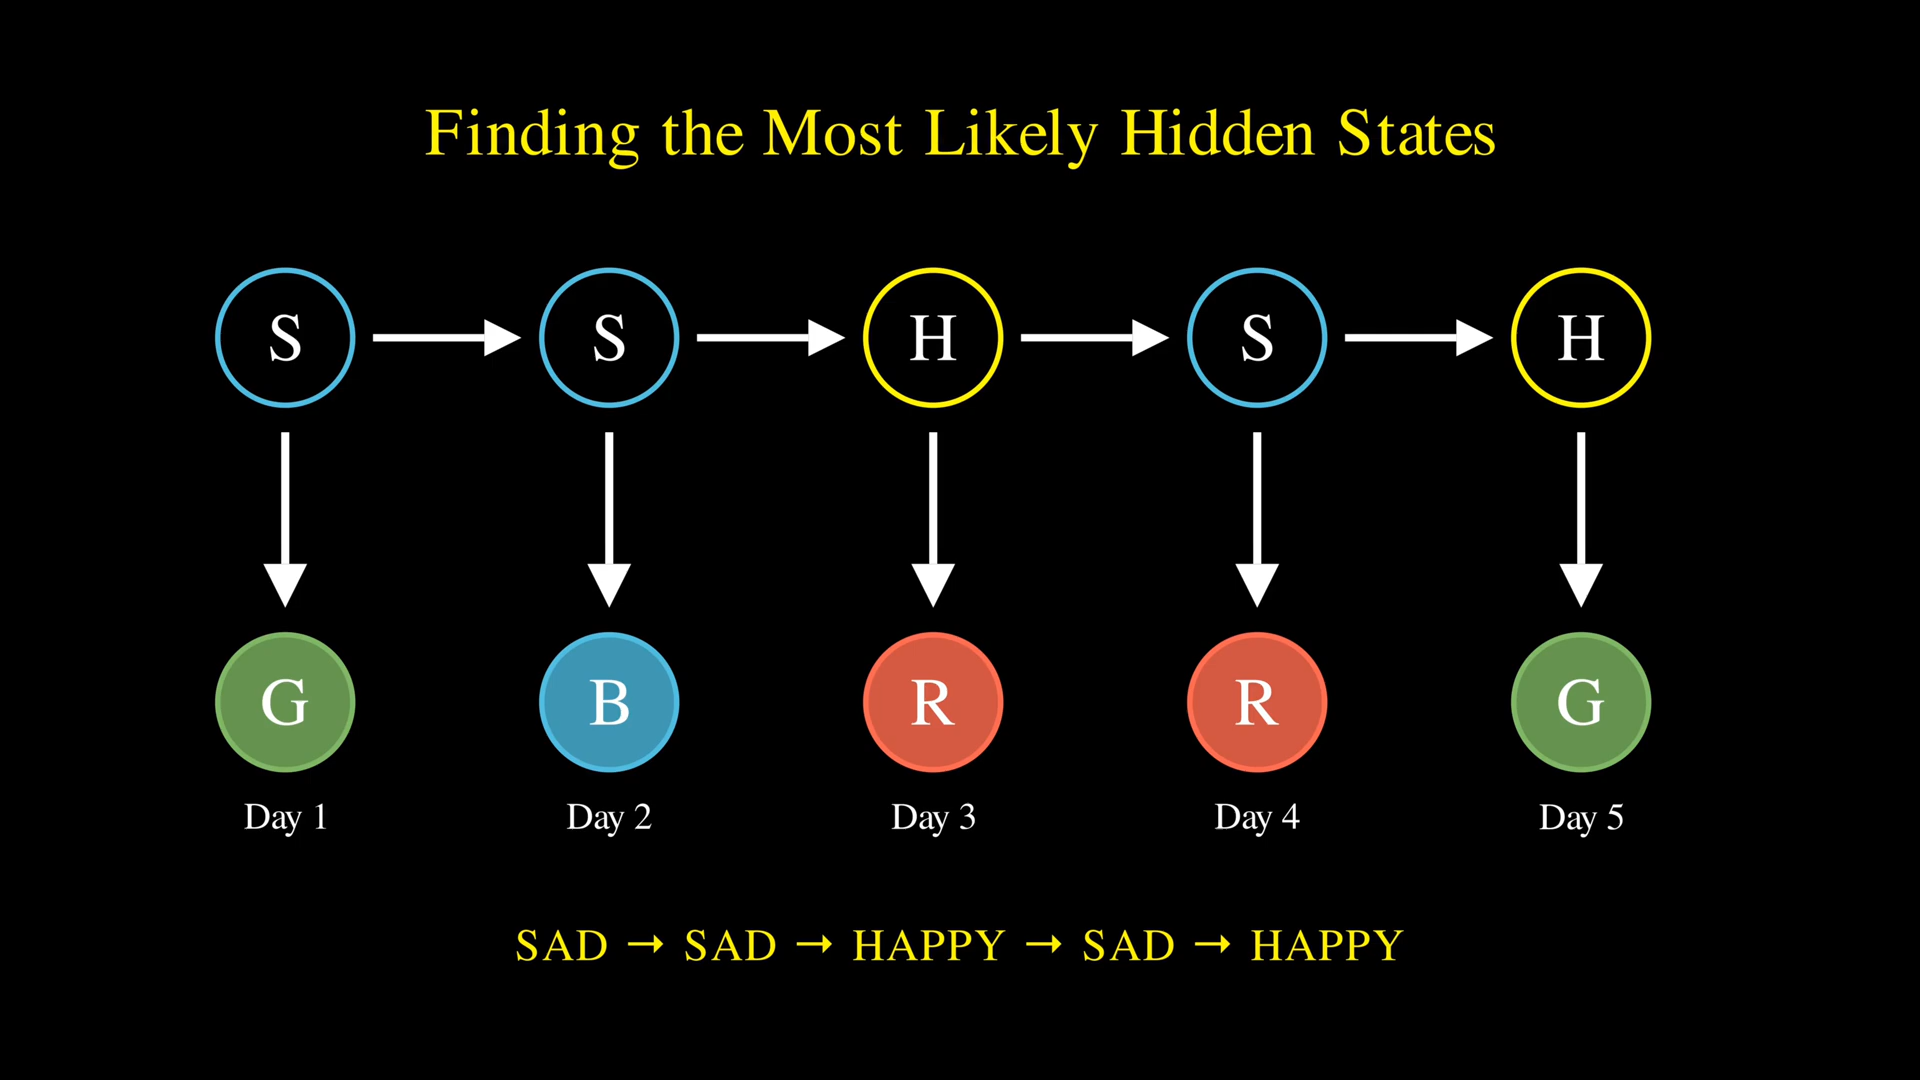 Finding the Most Likely Hidden States
S S H S H
G B R R G
Day 1 Day 2 Day 3 Day 4 Day 5
SAD → SAD → HAPPY → SAD → HAPPY